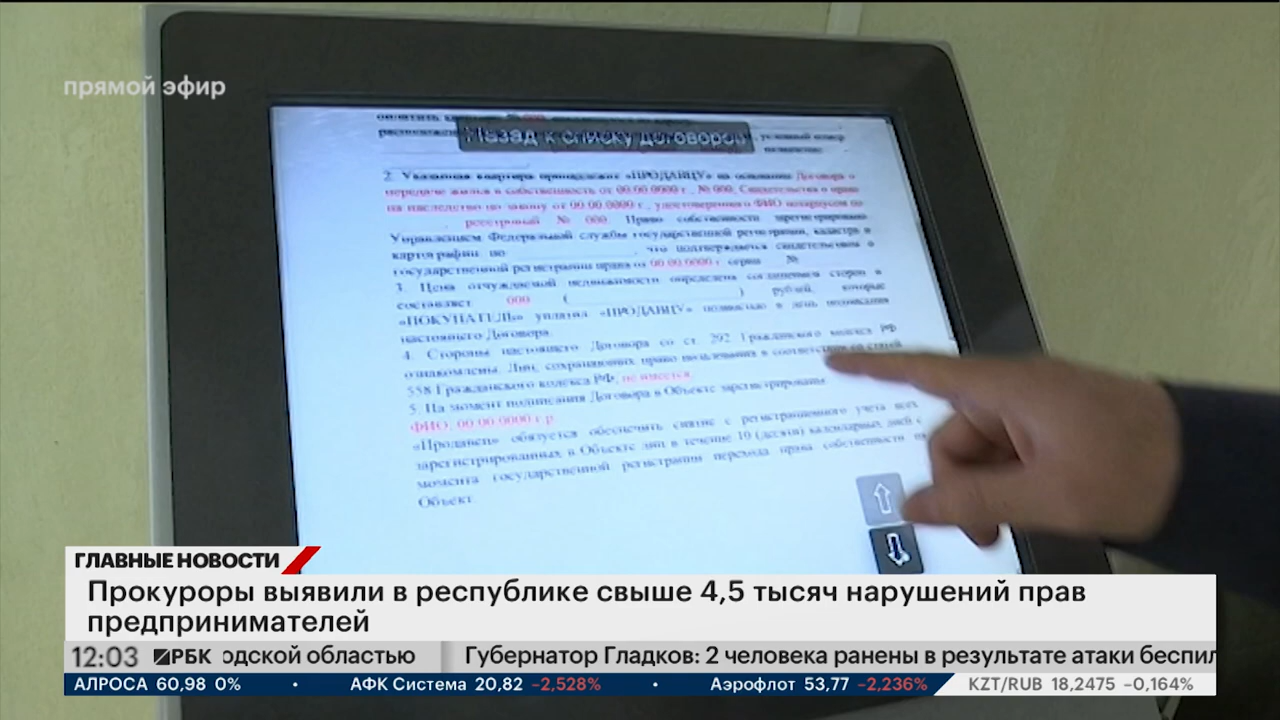 прямой эфир
Назад к списку договоров
2. Указанная квартира принадлежит «ПРОДАВЦУ» на основании Договора о
передаче жилья в собственность от 00.00.0000 г., № 000, Свидетельства о праве
на наследство по закону от 00.00.0000 г., удостоверенного ФИО нотариусом по
реестровый № 000. Право собственности зарегистрировано
Управлением Федеральной службы государственной регистрации, кадастра и
картографии по , что подтверждается свидетельством о
государственной регистрации права от 00.00.0000 г. серия №
3. Цена отчуждаемой недвижимости определена соглашением сторон и
составляет 000 ( ) рублей, которые
«ПОКУПАТЕЛЬ» уплатил «ПРОДАВЦУ» полностью в день подписания
настоящего Договора.
4. Стороны настоящего Договора со ст. 292 Гражданского кодекса РФ
ознакомлены. Лиц, сохраняющих право пользования в соответствии со статьей
558 Гражданского кодекса РФ, не имеется.
5. На момент подписания Договора в Объекте зарегистрированы:
ФИО, 00.00.0000 г.р.
«Продавец» обязуется обеспечить снятие с регистрационного учета всех
зарегистрированных в Объекте лиц в течение 10 (десяти) календарных дней с
момента государственной регистрации перехода права собственности на
Объект.
ГЛАВНЫЕ НОВОСТИ
Прокуроры выявили в республике свыше 4,5 тысяч нарушений прав
предпринимателей
12:03 РБК одской областью Губернатор Гладков: 2 человека ранены в результате атаки беспил
АЛРОСА 60,98 0% • АФК Система 20,82 -2,528% • Аэрофлот 53,77 -2,236% KZT/RUB 18,2475 -0,164%